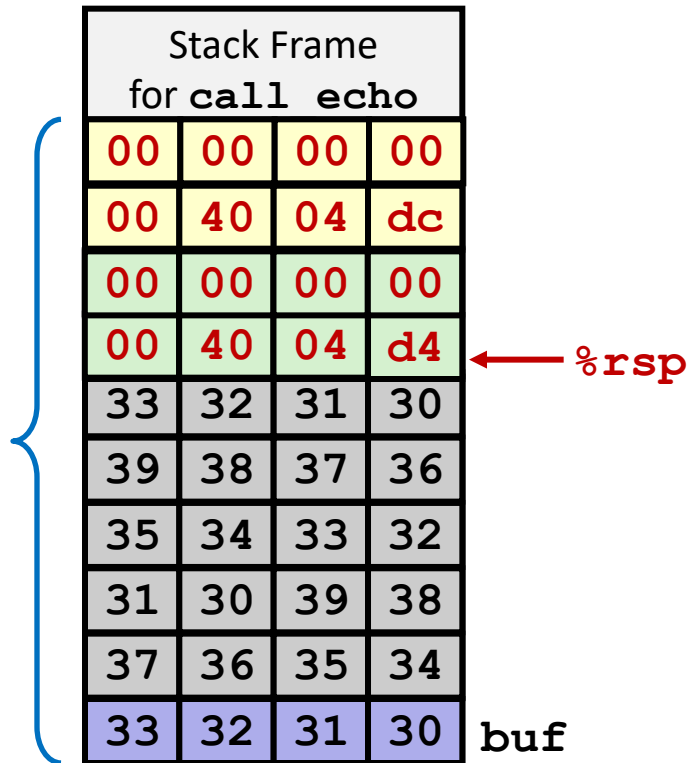 Stack Frame
for call echo
00 00 00 00
00 40 04 dc
00 00 00 00
00 40 04 d4
%rsp
33 32 31 30
39 38 37 36
35 34 33 32
31 30 39 38
37 36 35 34
33 32 31 30 buf